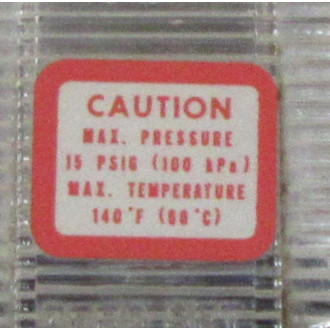 CAUTION
MAX. PRESSURE
15 PSIG (100 kPa)
MAX. TEMPERATURE
140°F (60°C)